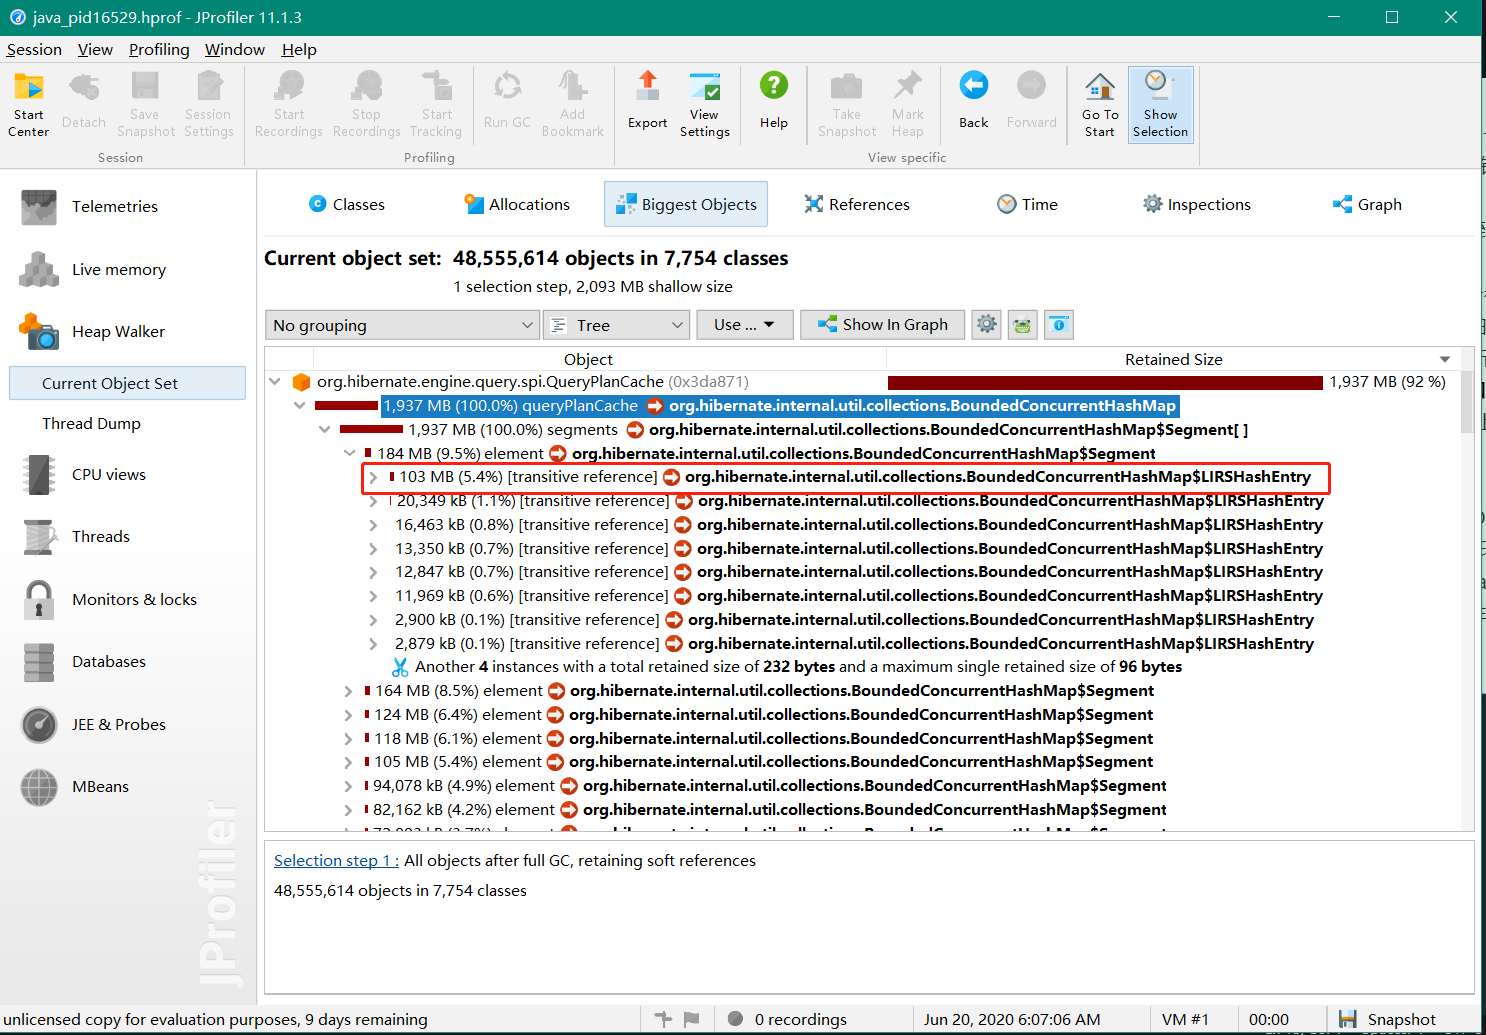 java_pid16529.hprof - JProfiler 11.1.3
Session View Profiling Window Help
Start Center
Detach
Save Snapshot
Session Settings
Start Recordings
Stop Recordings
Start Tracking
Run GC
Add Bookmark
Export
View Settings
Help
Take Snapshot
Mark Heap
Back
Forward
Go To Start
Show Selection
Session
Profiling
View specific
Telemetries
Live memory
Heap Walker
Current Object Set
Thread Dump
CPU views
Threads
Monitors & locks
Databases
JEE & Probes
MBeans
JProfiler
Classes
Allocations
Biggest Objects
References
Time
Inspections
Graph
Current object set: 48,555,614 objects in 7,754 classes
1 selection step, 2,093 MB shallow size
No grouping
Tree
Use ...
Show In Graph
Object Retained Size
org.hibernate.engine.query.spi.QueryPlanCache (0x3da871) 1,937 MB (92 %)
1,937 MB (100.0%) queryPlanCache org.hibernate.internal.util.collections.BoundedConcurrentHashMap
1,937 MB (100.0%) segments org.hibernate.internal.util.collections.BoundedConcurrentHashMap$Segment[ ]
184 MB (9.5%) element org.hibernate.internal.util.collections.BoundedConcurrentHashMap$Segment
103 MB (5.4%) [transitive reference] org.hibernate.internal.util.collections.BoundedConcurrentHashMap$LIRSHashEntry
20,349 kB (1.1%) [transitive reference] org.hibernate.internal.util.collections.BoundedConcurrentHashMap$LIRSHashEntry
16,463 kB (0.8%) [transitive reference] org.hibernate.internal.util.collections.BoundedConcurrentHashMap$LIRSHashEntry
13,350 kB (0.7%) [transitive reference] org.hibernate.internal.util.collections.BoundedConcurrentHashMap$LIRSHashEntry
12,847 kB (0.7%) [transitive reference] org.hibernate.internal.util.collections.BoundedConcurrentHashMap$LIRSHashEntry
11,969 kB (0.6%) [transitive reference] org.hibernate.internal.util.collections.BoundedConcurrentHashMap$LIRSHashEntry
2,900 kB (0.1%) [transitive reference] org.hibernate.internal.util.collections.BoundedConcurrentHashMap$LIRSHashEntry
2,879 kB (0.1%) [transitive reference] org.hibernate.internal.util.collections.BoundedConcurrentHashMap$LIRSHashEntry
Another 4 instances with a total retained size of 232 bytes and a maximum single retained size of 96 bytes
164 MB (8.5%) element org.hibernate.internal.util.collections.BoundedConcurrentHashMap$Segment
124 MB (6.4%) element org.hibernate.internal.util.collections.BoundedConcurrentHashMap$Segment
118 MB (6.1%) element org.hibernate.internal.util.collections.BoundedConcurrentHashMap$Segment
105 MB (5.4%) element org.hibernate.internal.util.collections.BoundedConcurrentHashMap$Segment
94,078 kB (4.9%) element org.hibernate.internal.util.collections.BoundedConcurrentHashMap$Segment
82,162 kB (4.2%) element org.hibernate.internal.util.collections.BoundedConcurrentHashMap$Segment
Selection step 1 : All objects after full GC, retaining soft references
48,555,614 objects in 7,754 classes
unlicensed copy for evaluation purposes, 9 days remaining
0 recordings
Jun 20, 2020 6:07:06 AM
VM #1
00:00
Snapshot